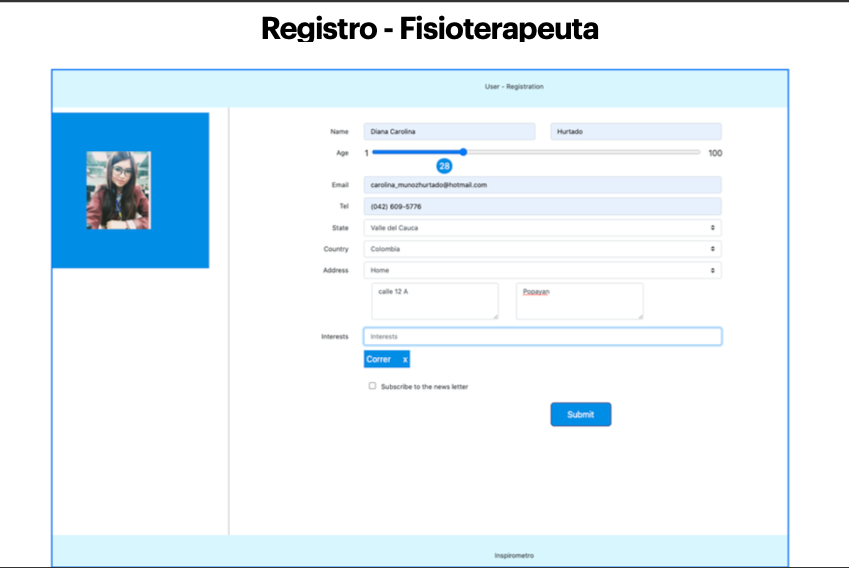 Registro - Fisioterapeuta
User - Registration
Name Diana Carolina Hurtado
Age 1 100
28
Email carolina_munozhurtado@hotmail.com
Tel (042) 609-5776
State Valle del Cauca
Country Colombia
Address Home
calle 12 A Popayan
Interests Interests
Correr x
Subscribe to the news letter
Submit
Inspirometro